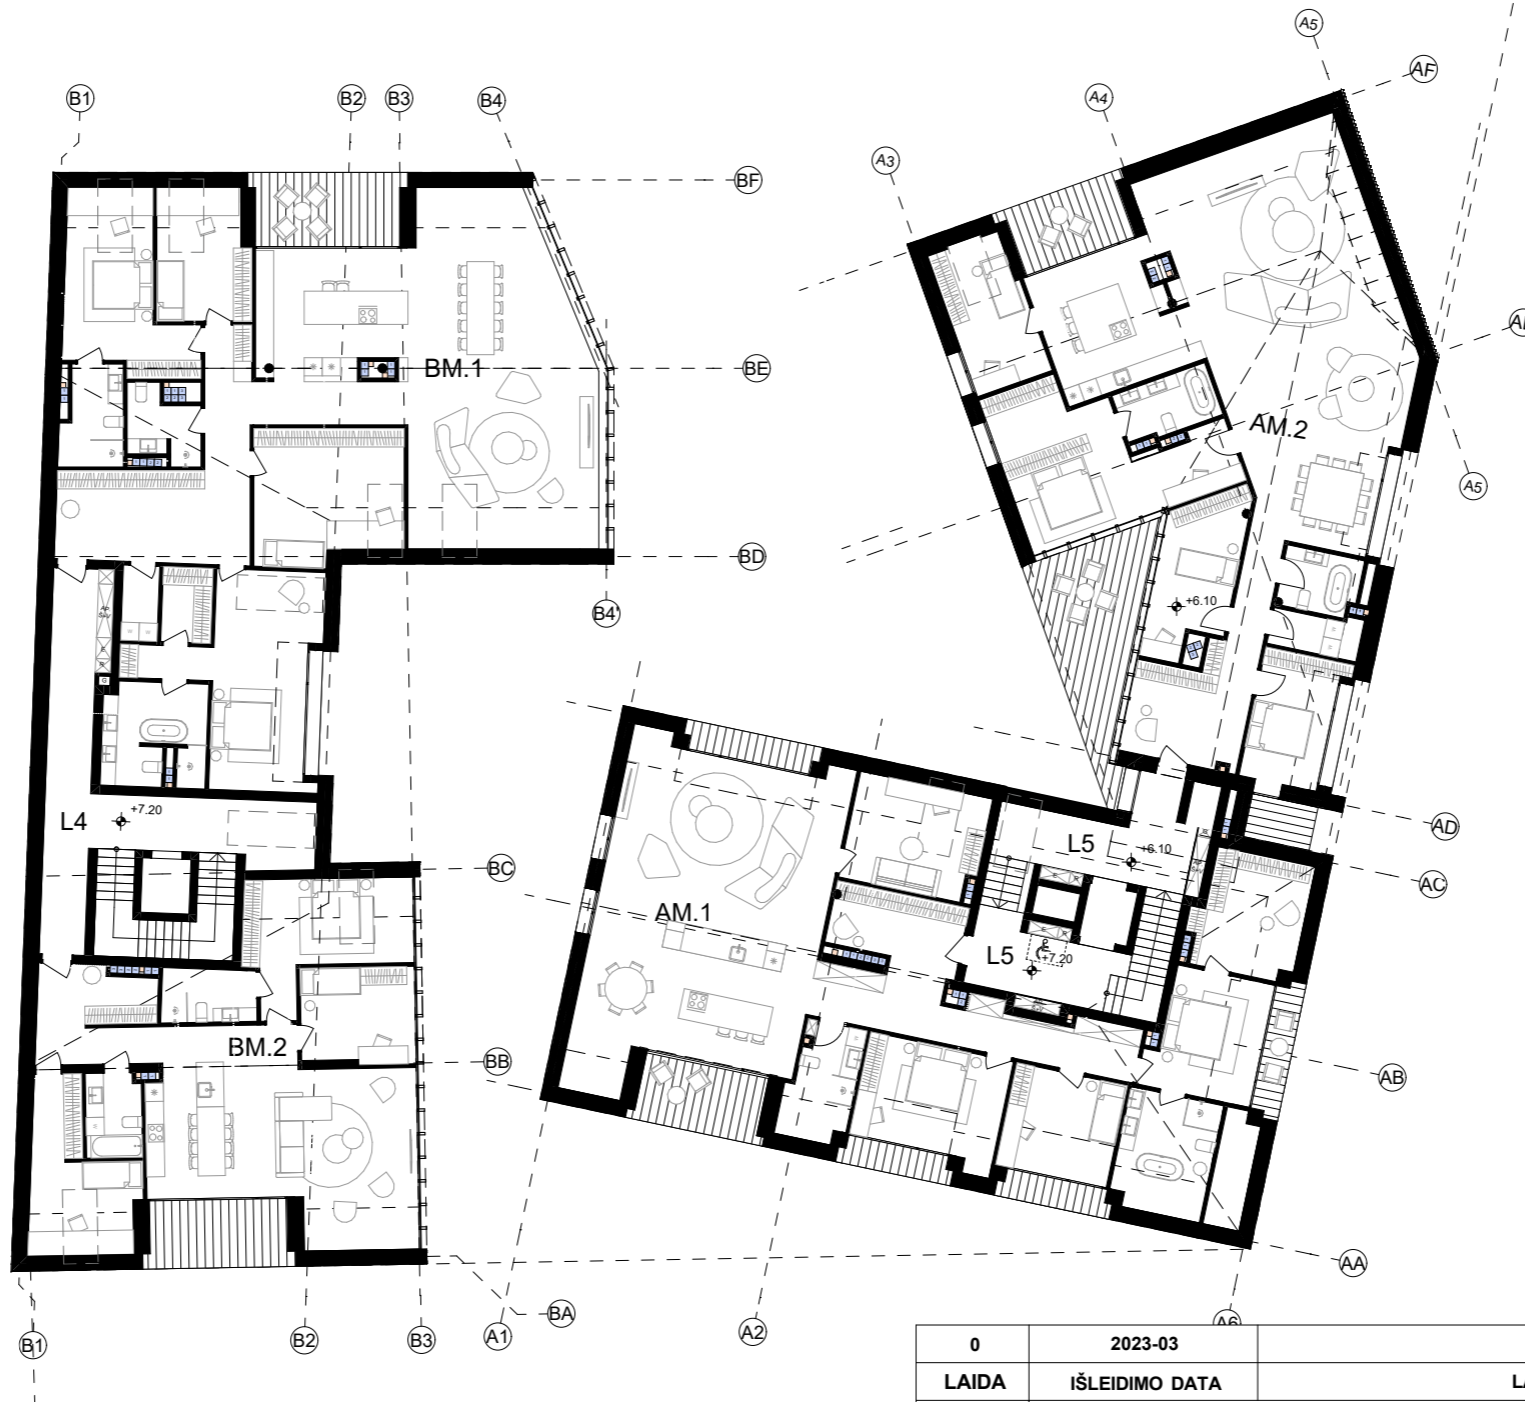 A5
AF
B1
B2
B3
B4
A4
A3
BF
BE
BM.1
AM.2
A5
BD
B4'
+6.10
G
L4
+7.20
AD
BC
L5
+6.10
AC
AM.1
L5
+7.20
BM.2
BB
AB
AA
BA
B1
B2
B3
A1
A2
A6
0 2023-03
LAIDA IŠLEIDIMO DATA